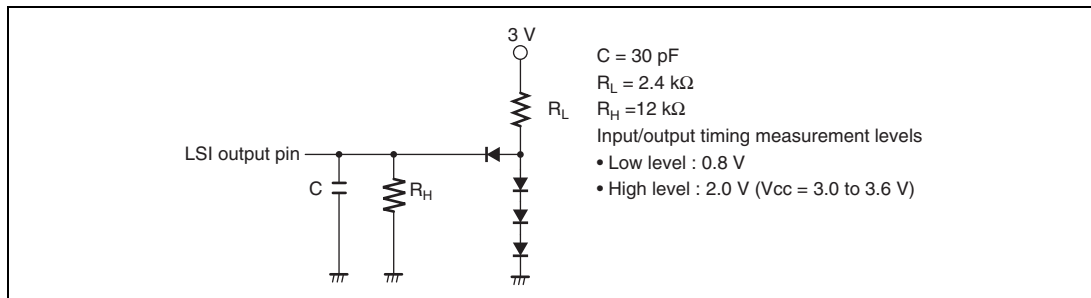 3 V
C = 30 pF
R_L = 2.4 kΩ
R_H =12 kΩ
Input/output timing measurement levels
• Low level : 0.8 V
• High level : 2.0 V (Vcc = 3.0 to 3.6 V)
R_L
LSI output pin
C
R_H